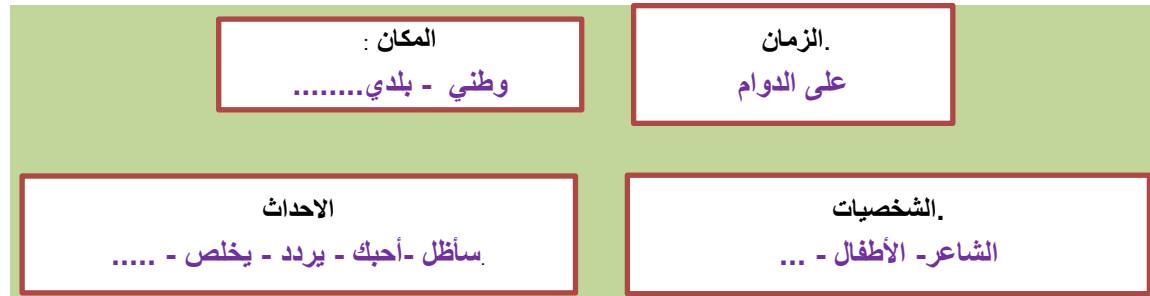 .الزمان
على الدوام
المكان :
وطني - بلدي........
.الشخصيات
الشاعر- الأطفال - ...
الاحداث
.سأظل -أحبك - يردد - يخلص - .....